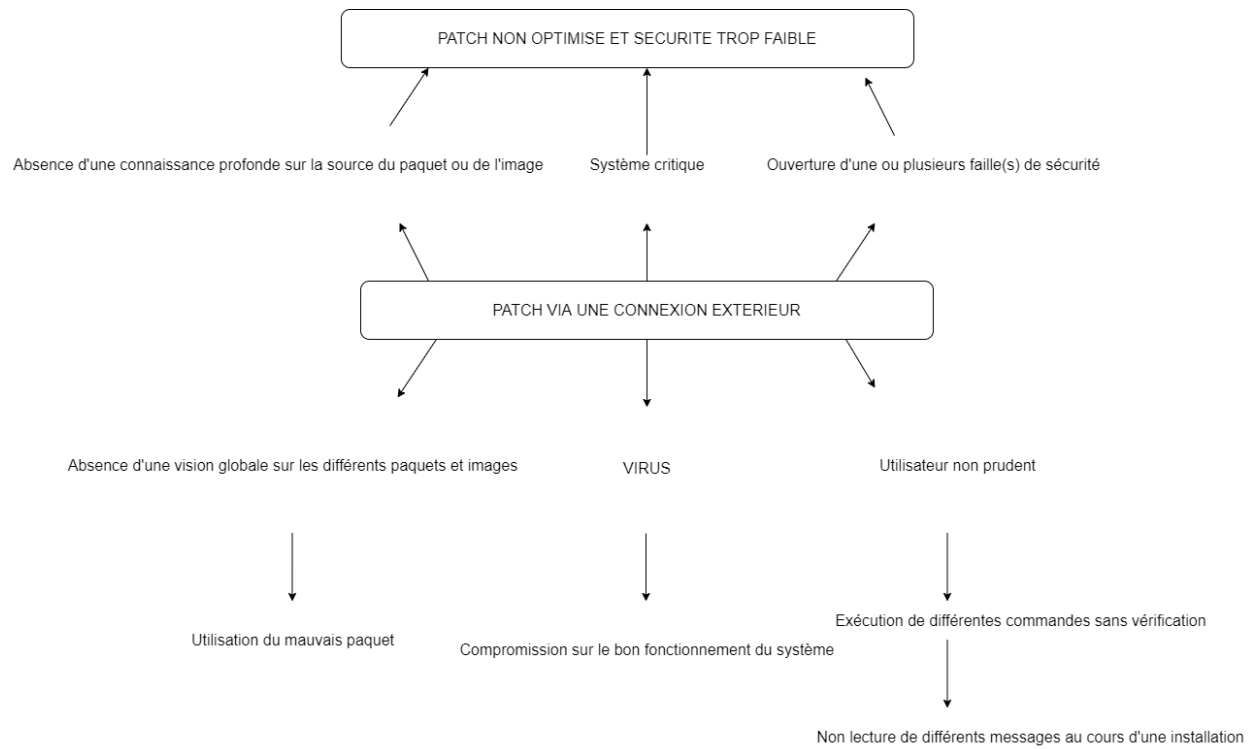 PATCH NON OPTIMISE ET SECURITE TROP FAIBLE
Absence d'une connaissance profonde sur la source du paquet ou de l'image
Système critique
Ouverture d'une ou plusieurs faille(s) de sécurité
PATCH VIA UNE CONNEXION EXTERIEUR
Absence d'une vision globale sur les différents paquets et images
VIRUS
Utilisateur non prudent
Utilisation du mauvais paquet
Compromission sur le bon fonctionnement du système
Exécution de différentes commandes sans vérification
Non lecture de différents messages au cours d'une installation